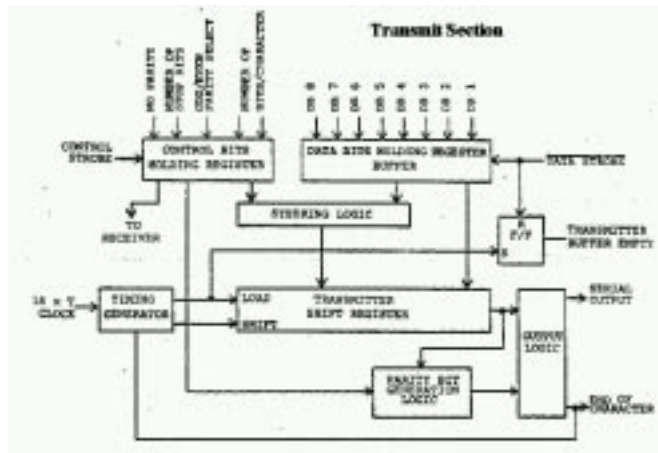 Transmit Section
NO PARITY
NUMBER OF
STOP BITS
ODD/EVEN
PARITY SELECT
NUMBER OF
BITS/CHARACTER
DB 8
DB 7
DB 6
DB 5
DB 4
DB 3
DB 2
DB 1
CONTROL
STROBE
CONTROL BITS
HOLDING REGISTER
DATA BITS HOLDING REGISTER
BUFFER
DATA STROBE
TO
RECEIVER
STEERING LOGIC
R
F/F
S
TRANSMITTER
BUFFER EMPTY
16 X T
CLOCK
TIMING
GENERATOR
LOAD
SHIFT
TRANSMITTER
SHIFT REGISTER
OUTPUT
LOGIC
SERIAL
OUTPUT
PARITY BIT
GENERATION
LOGIC
END OF
CHARACTER